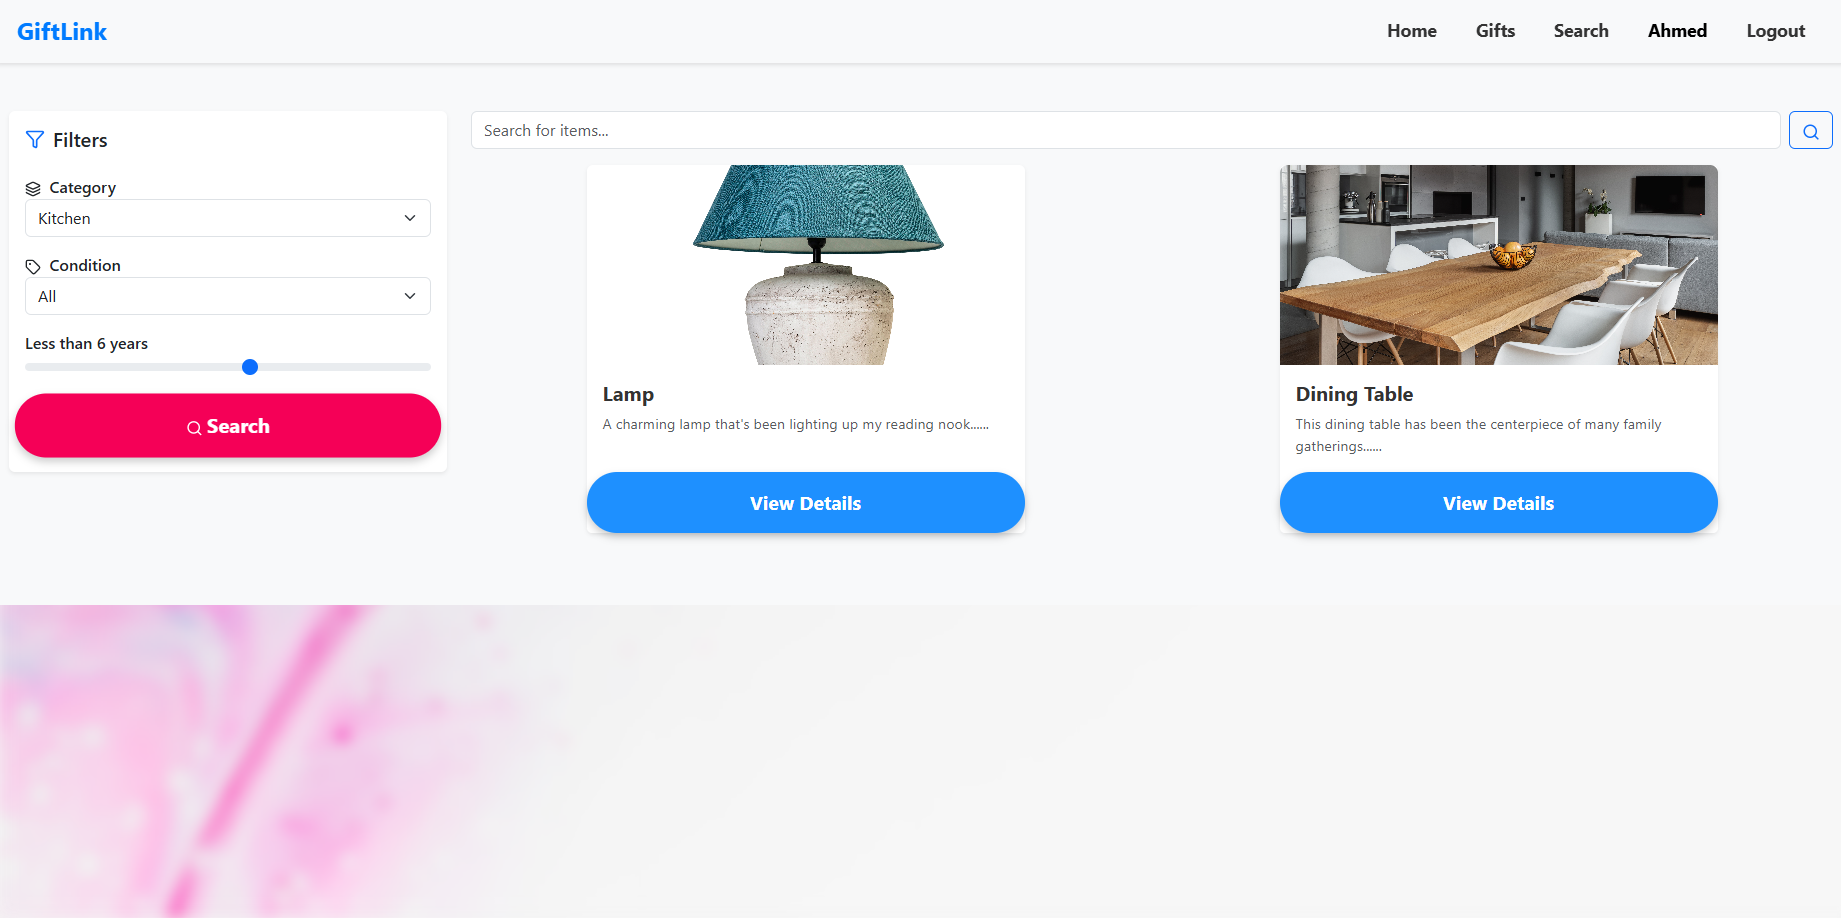 GiftLink
Home Gifts Search Ahmed Logout
Filters
Category
Kitchen
Condition
All
Less than 6 years
Search
Search for items...
Lamp
A charming lamp that's been lighting up my reading nook......
View Details
Dining Table
This dining table has been the centerpiece of many family
gatherings......
View Details